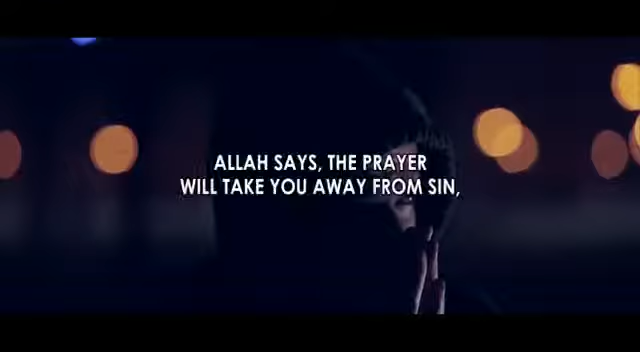 ALLAH SAYS, THE PRAYER
WILL TAKE YOU AWAY FROM SIN,